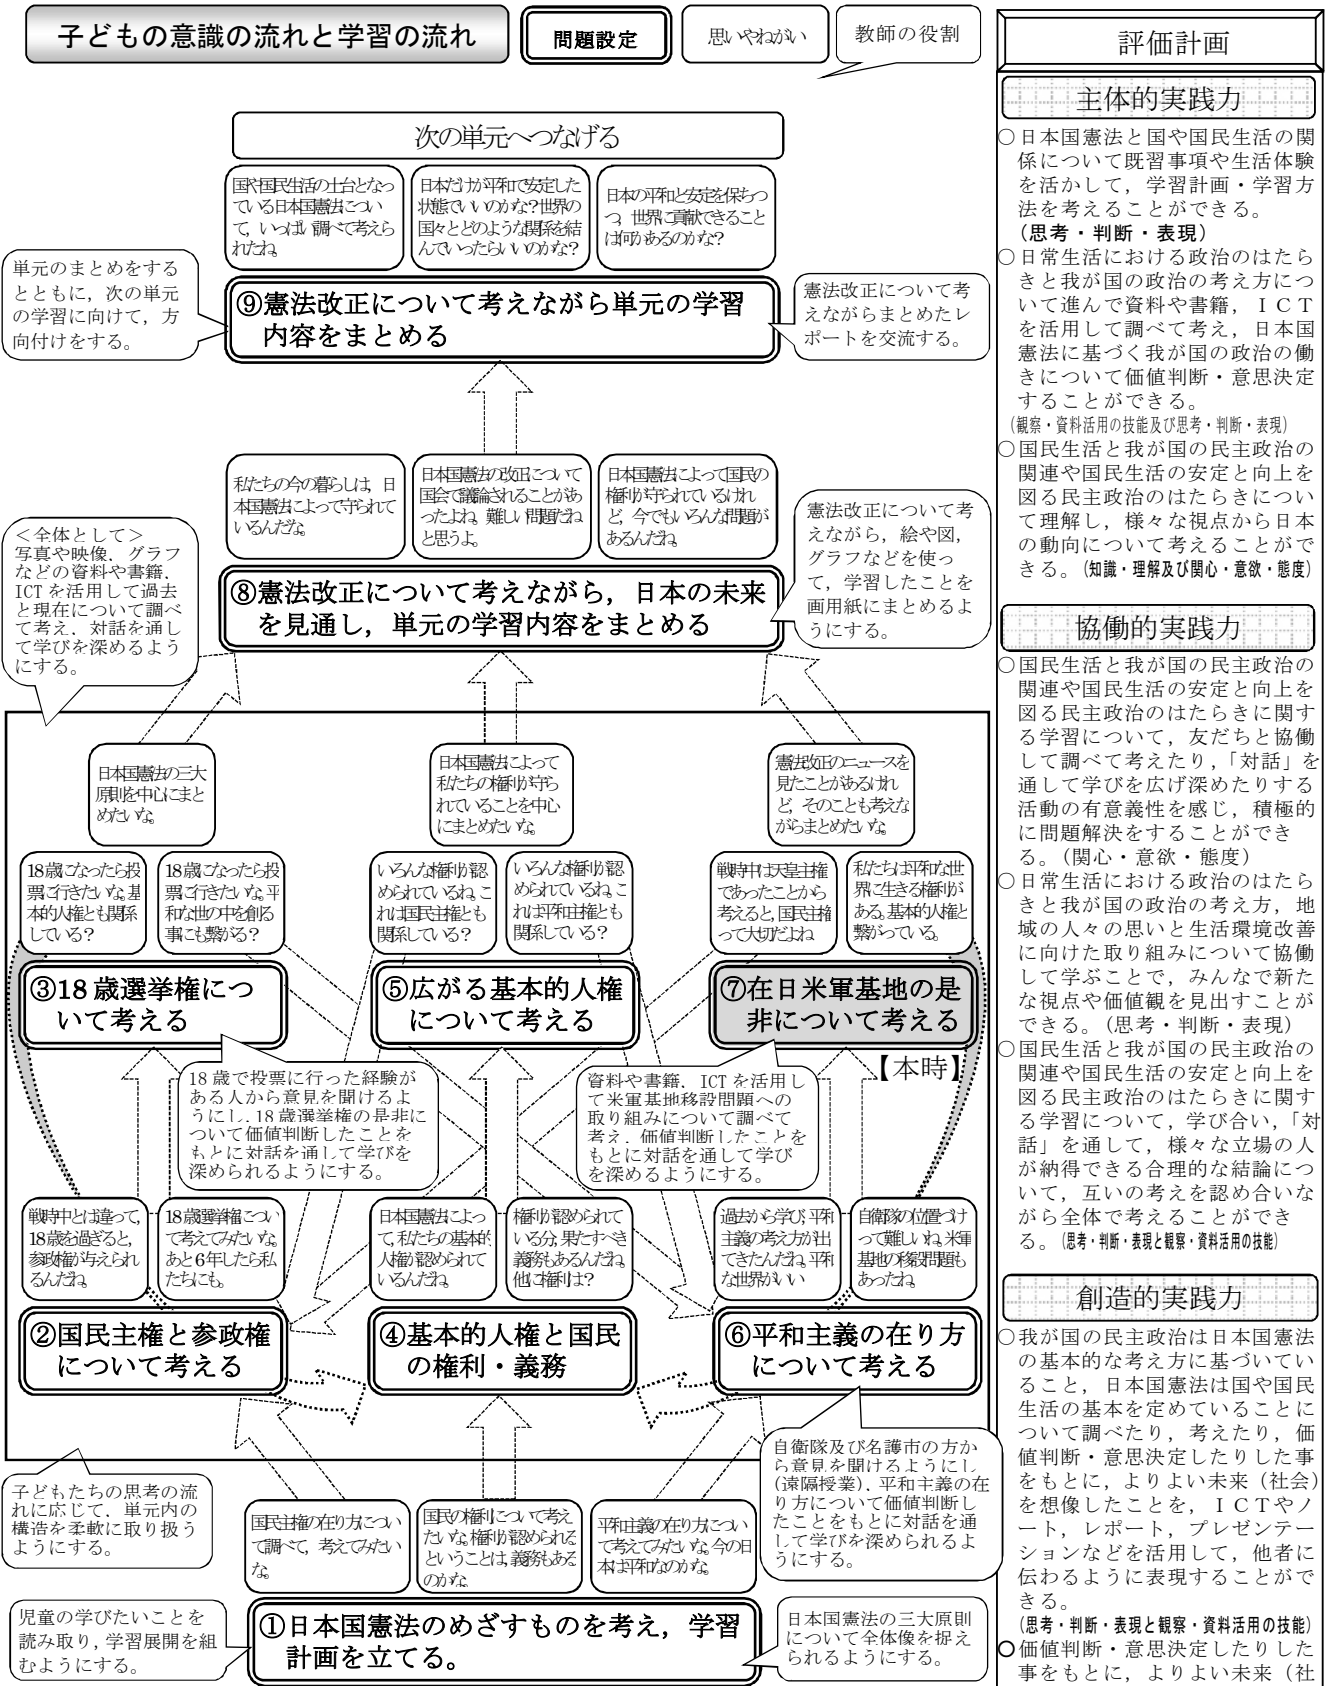 子どもの意識の流れと学習の流れ
問題設定
思いやねがい
教師の役割
次の単元へつなげる
国や国民生活の土台となっ
ている日本国憲法につい
て，いっぱい調べて考えら
れたね。
日本だけが平和で安定した
状態でいいのかな？世界の
国々とどのような関係を結
んでいったらいいのかな？
日本の平和と安定を保ちつ
つ，世界に貢献できること
は何かあるのかな？
単元のまとめをする
とともに，次の単元
の学習に向けて，方
向付けをする。
⑨憲法改正について考えながら単元の学習
内容をまとめる
憲法改正について考
えながらまとめたレ
ポートを交流する。
私たちの今の暮らしは，日
本国憲法によって守られて
いるんだな。
日本国憲法の改正について
国会で議論されることがあ
ったよね。難しい問題だね
と思うよ。
日本国憲法によって国民の
権利が守られているけれ
ど，今でもいろんな問題が
あるんだね。
＜全体として＞
写真や映像，グラフ
などの資料や書籍，
ICTを活用して過去
と現在について調べ
て考え，対話を通し
て学びを深めるよう
にする。
⑧憲法改正について考えながら，日本の未来
を見通し，単元の学習内容をまとめる
憲法改正について考
えながら，絵や図，
グラフなどを使っ
て，学習したことを
画用紙にまとめるよ
うにする。
日本国憲法の三大
原則を中心にまと
めたいな。
日本国憲法によって
私たちの権利が守ら
れていることを中心
にまとめたいな。
憲法改正のニュースを
見たことがあるけれ
ど，そのことも考えな
がらまとめたいな。
18歳になったら投
票に行きたいな。基
本的人権とも関係
している？
18歳になったら投
票に行きたいな。平
和な世の中を創る
事にも繋がる？
いろんな権利が認
められているね。こ
れは国民主権とも
関係している？
いろんな権利が認
められているね。こ
れは平和主権とも
関係している？
戦時中は天皇主権
であったことから
考えると，国民主権
って大切だよね
私たちは平和な世
界に生きる権利が
ある。基本的人権と
繋がっている。
③18歳選挙権につ
いて考える
⑤広がる基本的人権
について考える
⑦在日米軍基地の是
非について考える
【本時】
18歳で投票に行った経験が
ある人から意見を聞けるよ
うにし，18歳選挙権の是非に
ついて価値判断したことを
もとに対話を通して学びを
深められるようにする。
資料や書籍，ICTを活用し
て米軍基地移設問題への
取り組みについて調べて
考え，価値判断したことを
もとに対話を通して学び
を深めるようにする。
戦時中とは違って，
18歳を過ぎると，
参政権が与えられ
るんだね。
18歳選挙権につい
て考えてみたいな。
あと6年したら私
たちにも。
日本国憲法によっ
て，私たちの基本的
人権が認められて
いるんだね。
権利が認められて
いる分，果たすべき
義務もあるんだね。
他に権利は？
過去から学び，平和
主義の考え方が出
てきたんだね。平和
な世界がいい
自衛隊の位置づけ
って難しいね。米軍
基地の移設問題も
あったね。
②国民主権と参政権
について考える
④基本的人権と国民
の権利・義務
⑥平和主義の在り方
について考える
自衛隊及び名護市の方か
ら意見を聞けるようにし
（遠隔授業），平和主義の在
り方について価値判断し
たことをもとに対話を通
して学びを深められるよ
うにする。
子どもたちの思考の流
れに応じて，単元内の
構造を柔軟に取り扱う
ようにする。
国民主権の在り方につい
て調べて，考えてみたい
な。
国民の権利について考え
たいな。権利が認められる
ということは，義務もある
のかな。
平和主義の在り方につい
て考えてみたいな。今の日
本は平和なのかな。
児童の学びたいことを
読み取り，学習展開を組
むようにする。
①日本国憲法のめざすものを考え，学習
計画を立てる。
日本国憲法の三大原則
について全体像を捉え
られるようにする。
評価計画
主体的実践力
○日本国憲法と国や国民生活の関
係について既習事項や生活体験
を活かして，学習計画・学習方
法を考えることができる。
（思考・判断・表現）
○日常生活における政治のはたら
きと我が国の政治の考え方につ
いて進んで資料や書籍，ＩＣＴ
を活用して調べて考え，日本国
憲法に基づく我が国の政治の働
きについて価値判断・意思決定
することができる。
（観察・資料活用の技能及び思考・判断・表現）
○国民生活と我が国の民主政治の
関連や国民生活の安定と向上を
図る民主政治のはたらきについ
て理解し，様々な視点から日本
の動向について考えることがで
きる。（知識・理解及び関心・意欲・態度）
協働的実践力
○国民生活と我が国の民主政治の
関連や国民生活の安定と向上を
図る民主政治のはたらきに関す
る学習について，友だちと協働
して調べて考えたり，「対話」を
通して学びを広げ深めたりする
活動の有意義性を感じ，積極的
に問題解決をすることができ
る。（関心・意欲・態度）
○日常生活における政治のはたら
きと我が国の政治の考え方，地
域の人々の思いと生活環境改善
に向けた取り組みについて協働
して学ぶことで，みんなで新た
な視点や価値観を見出すことが
できる。（思考・判断・表現）
○国民生活と我が国の民主政治の
関連や国民生活の安定と向上を
図る民主政治のはたらきに関す
る学習について，学び合い，「対
話」を通して，様々な立場の人
が納得できる合理的な結論につ
いて，互いの考えを認め合いな
がら全体で考えることができ
る。（思考・判断・表現と観察・資料活用の技能）
創造的実践力
○我が国の民主政治は日本国憲法
の基本的な考え方に基づいてい
ること，日本国憲法は国や国民
生活の基本を定めていることに
ついて調べたり，考えたり，価
値判断・意思決定したりした事
をもとに，よりよい未来（社会）
を想像したことを，ＩＣＴやノ
ート，レポート，プレゼンテー
ションなどを活用して，他者に
伝わるように表現することがで
きる。
（思考・判断・表現と観察・資料活用の技能）
○価値判断・意思決定したりした
事をもとに，よりよい未来（社